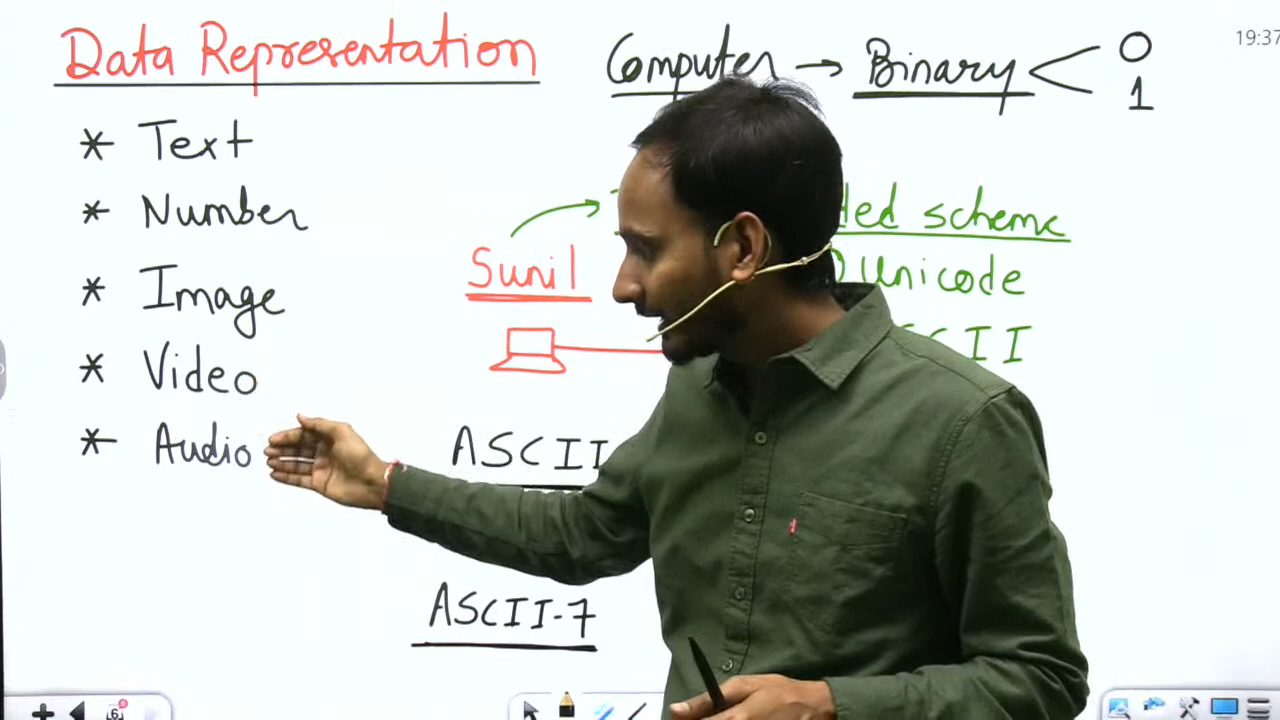 Data Representation
Computer → Binary < 0
1
* Text
* Number
* Image
* Video
* Audio
ded scheme
Sunil
Unicode
CII
ASCII
ASCII-7
19:37